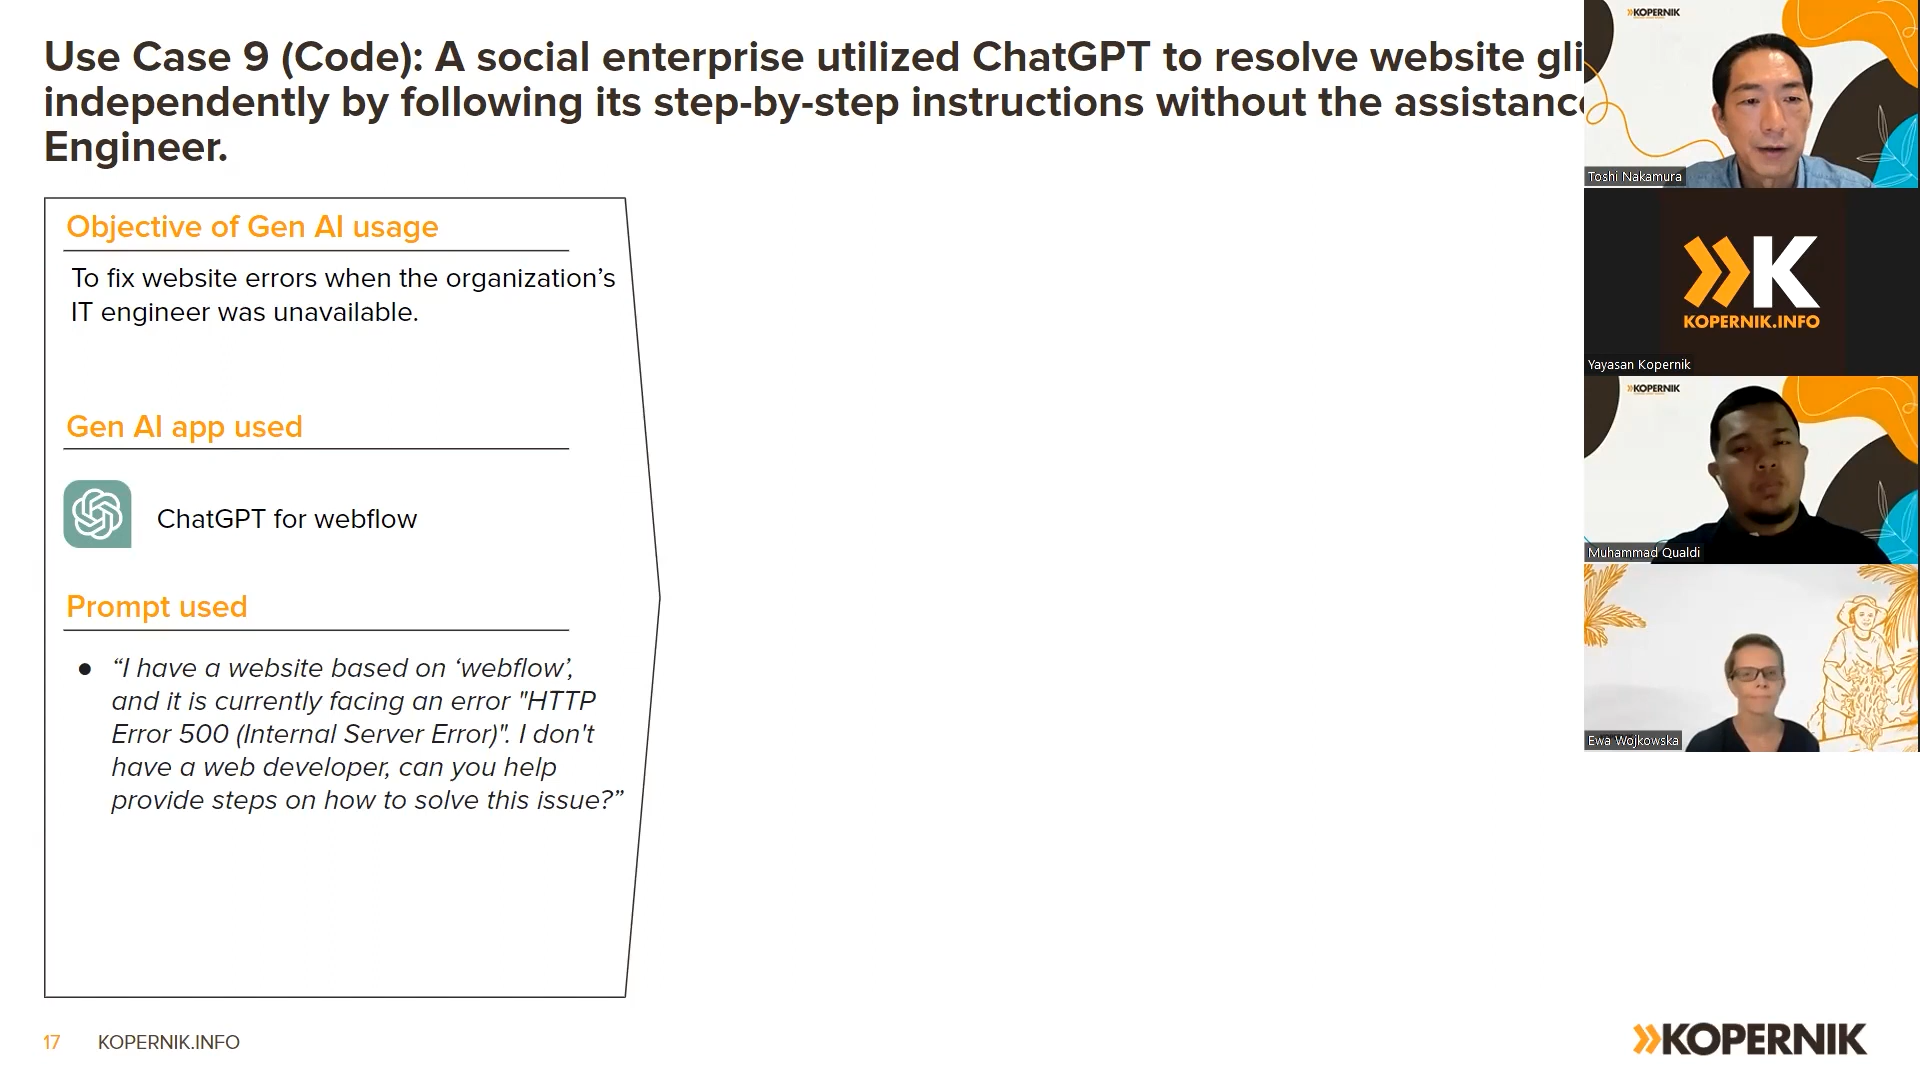 Use Case 9 (Code): A social enterprise utilized ChatGPT to resolve website gli
independently by following its step-by-step instructions without the assistanc
Engineer.
Objective of Gen AI usage
To fix website errors when the organization’s
IT engineer was unavailable.
Gen AI app used
ChatGPT for webflow
Prompt used
● “I have a website based on ‘webflow’,
and it is currently facing an error "HTTP
Error 500 (Internal Server Error)". I don't
have a web developer, can you help
provide steps on how to solve this issue?”
17 KOPERNIK.INFO
KOPERNIK
KOPERNIK
Toshi Nakamura
K
KOPERNIK.INFO
Yayasan Kopernik
KOPERNIK
Muhammad Qualdi
Ewa Wojkowska